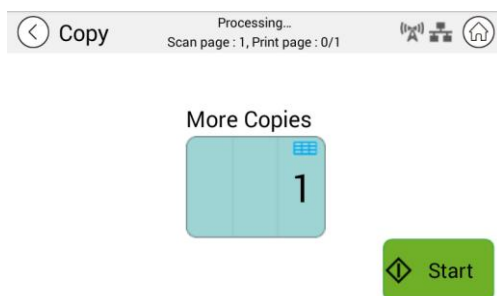 Copy
Processing...
Scan page : 1, Print page : 0/1
More Copies
1
Start